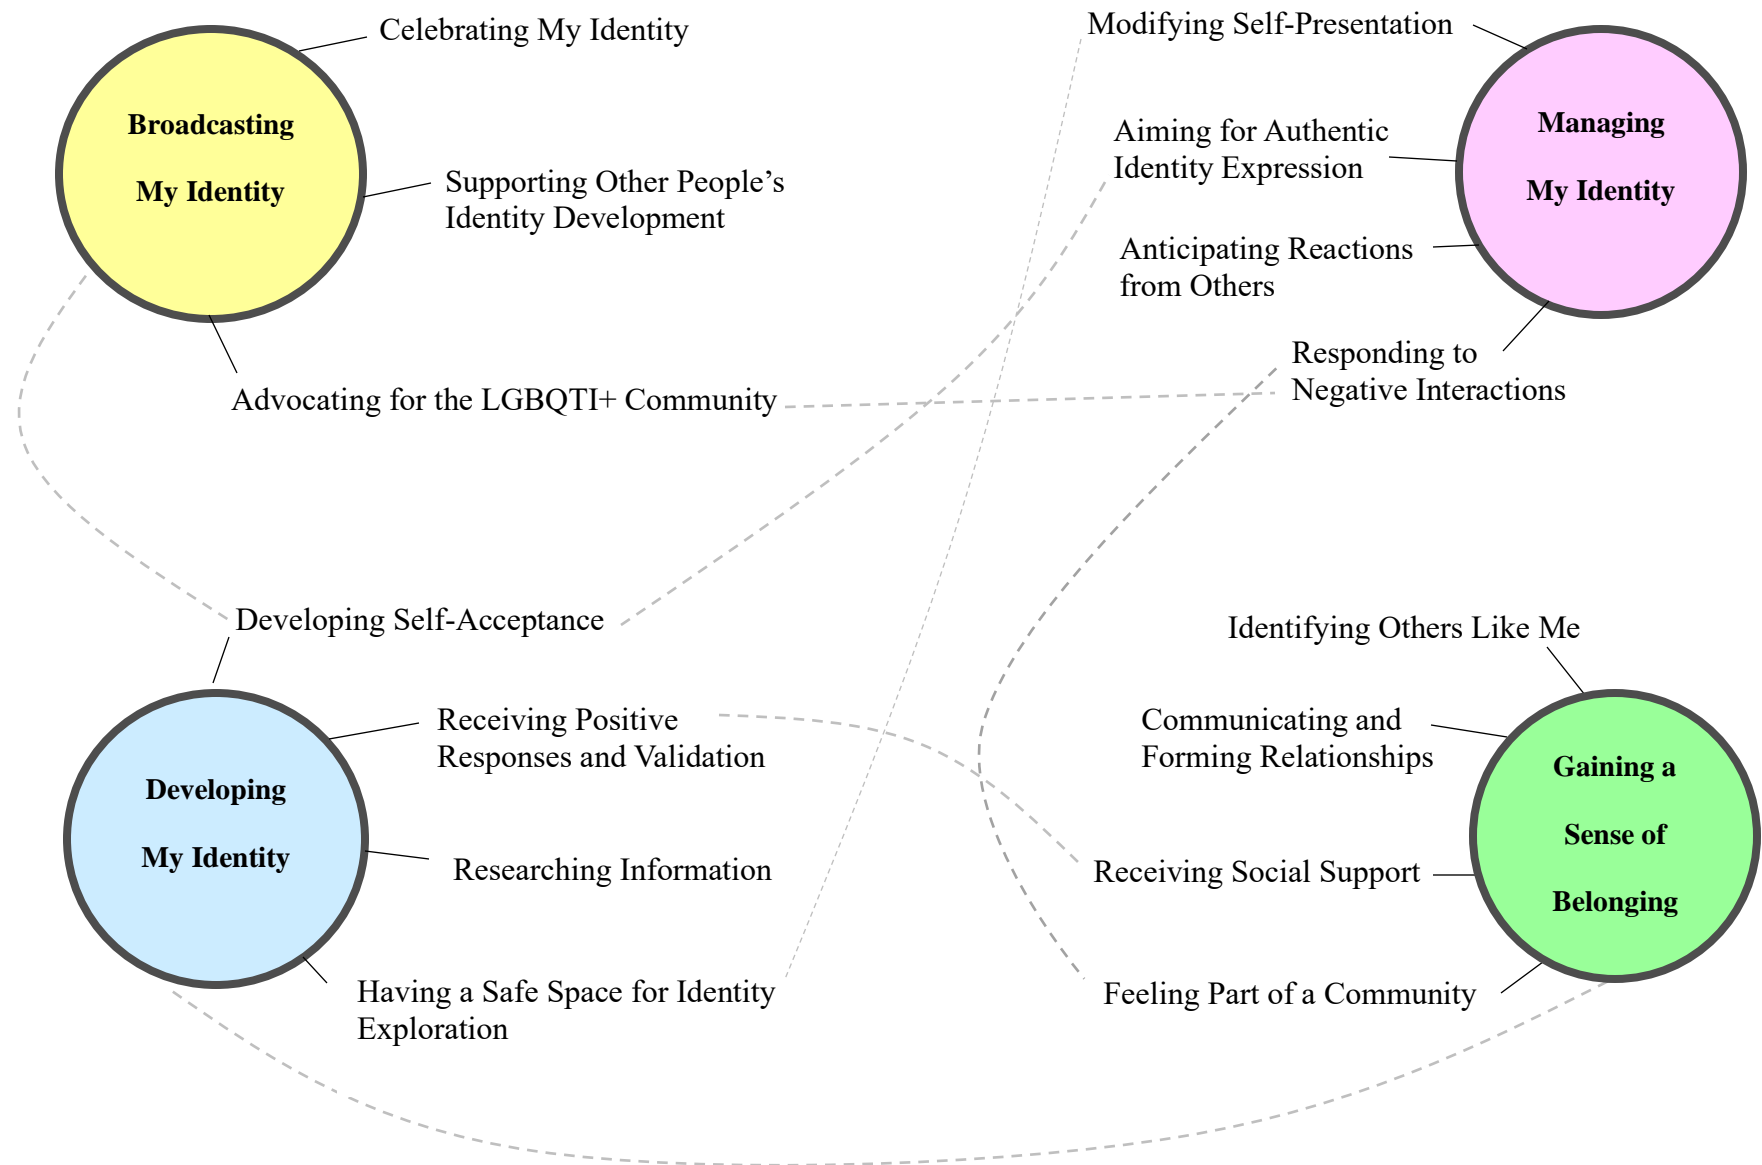 Celebrating My Identity
Broadcasting
My Identity
Supporting Other People’s
Identity Development
Advocating for the LGBQTI+ Community
Modifying Self-Presentation
Managing
My Identity
Aiming for Authentic
Identity Expression
Anticipating Reactions
from Others
Responding to
Negative Interactions
Developing Self-Acceptance
Developing
My Identity
Receiving Positive
Responses and Validation
Researching Information
Having a Safe Space for Identity
Exploration
Identifying Others Like Me
Communicating and
Forming Relationships
Gaining a
Sense of
Belonging
Receiving Social Support
Feeling Part of a Community